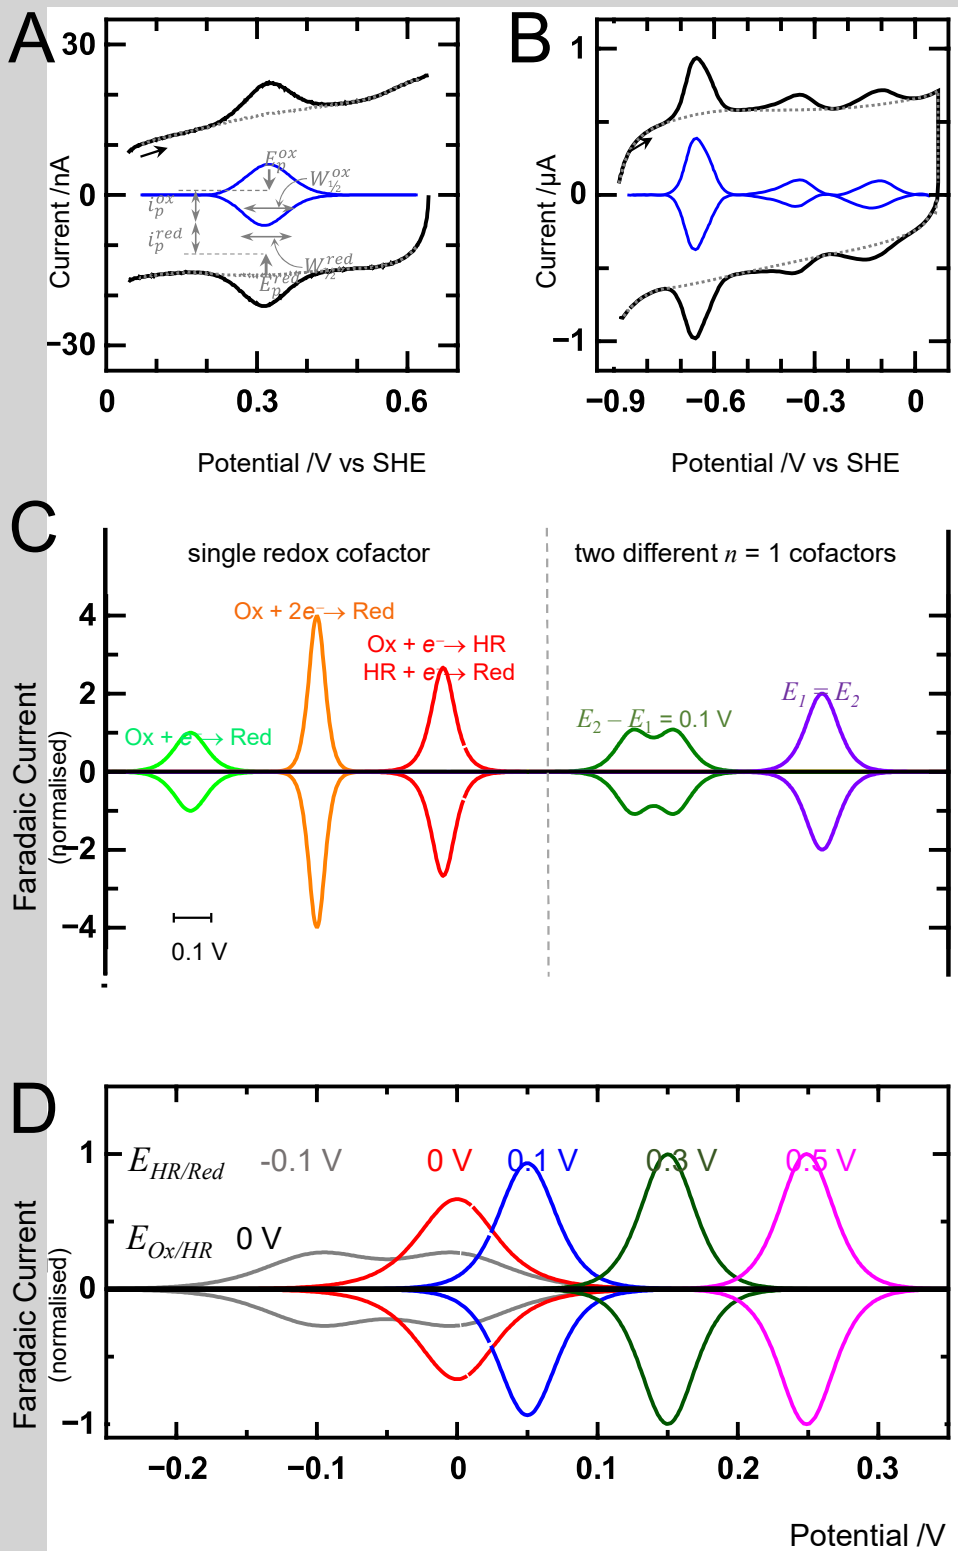 A
30
0
−30
Current /nA
E_p^ox
W_½^ox
i_p^ox
i_p^red
W_½^red
E_p^red
0
0.3
0.6
Potential /V vs SHE
B
1
0
−1
Current /µA
−0.9
−0.6
−0.3
0
Potential /V vs SHE
C
single redox cofactor
two different n = 1 cofactors
4
2
0
−2
−4
Faradaic Current
(normalised)
Ox + 2e⁻→ Red
Ox + e⁻→ HR
HR + e⁻→ Red
Ox + e⁻→ Red
E₂ − E₁ = 0.1 V
E₁ = E₂
0.1 V
D
E_HR/Red -0.1 V 0 V 0.1 V 0.3 V 0.5 V
E_Ox/HR 0 V
1
0
−1
Faradaic Current
(normalised)
−0.2
−0.1
0
0.1
0.2
0.3
Potential /V